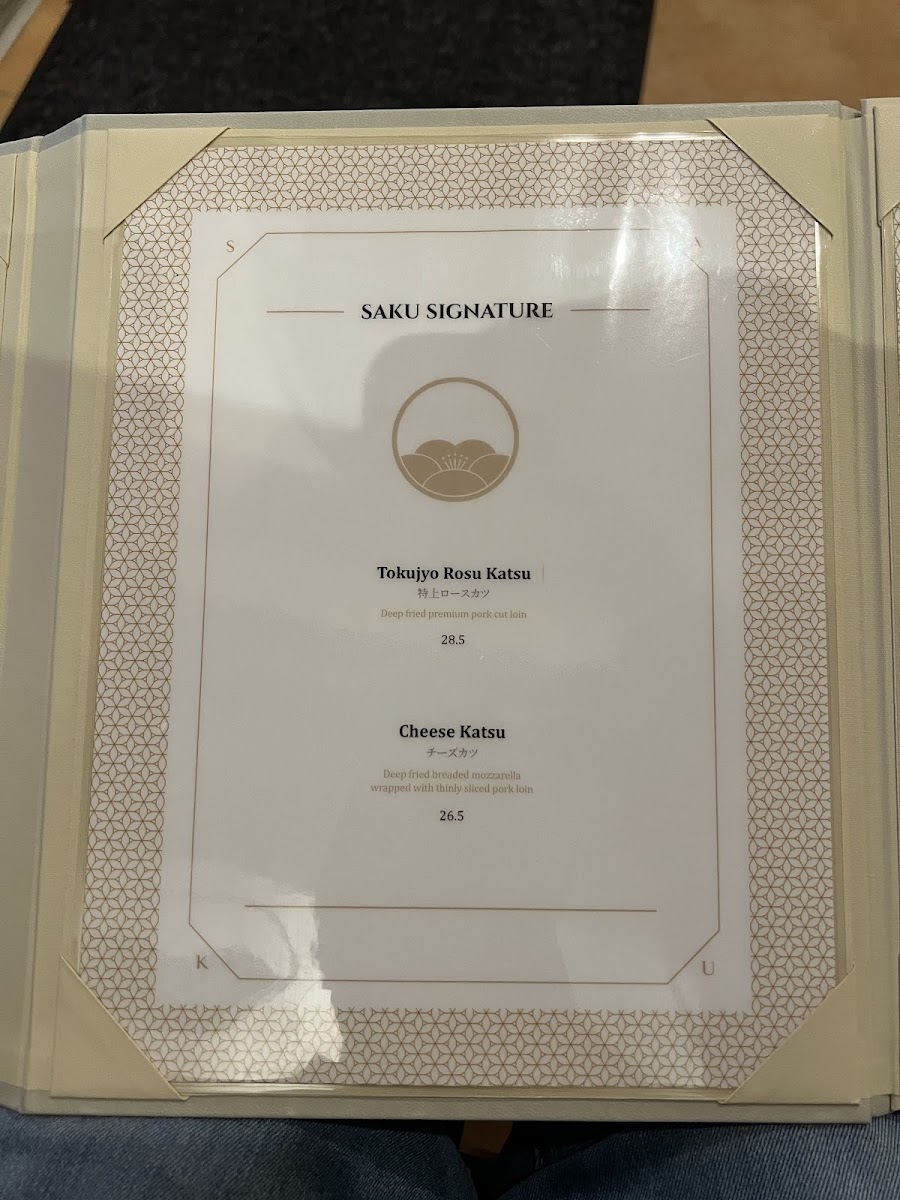 S A
SAKU SIGNATURE
Tokujyo Rosu Katsu
特上ロースカツ
Deep fried premium pork cut loin
28.5
Cheese Katsu
チーズカツ
Deep fried breaded mozzarella
wrapped with thinly sliced pork loin
26.5
K U